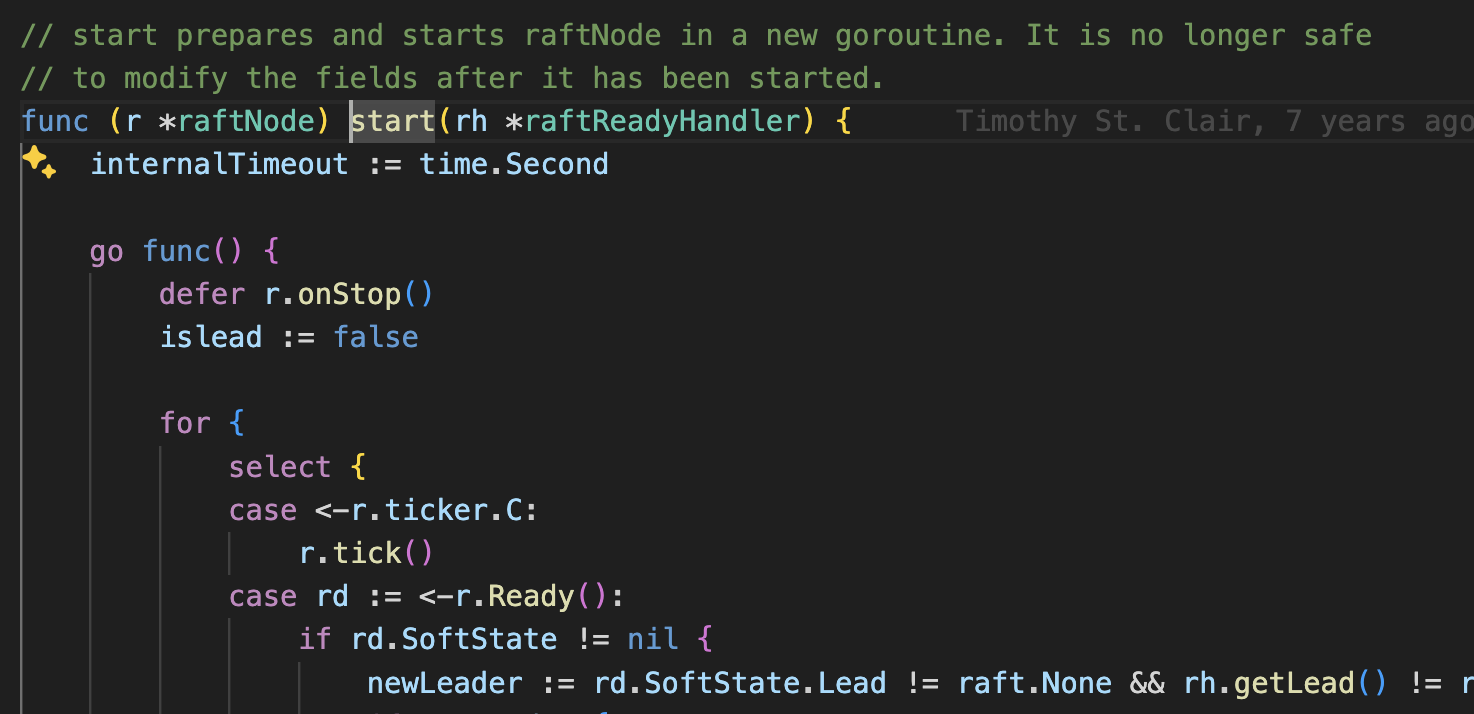 // start prepares and starts raftNode in a new goroutine. It is no longer safe
// to modify the fields after it has been started.
func (r *raftNode) start(rh *raftReadyHandler) { Timothy St. Clair, 7 years ago
internalTimeout := time.Second
go func() {
defer r.onStop()
islead := false
for {
select {
case <-r.ticker.C:
r.tick()
case rd := <-r.Ready():
if rd.SoftState != nil {
newLeader := rd.SoftState.Lead != raft.None && rh.getLead() != r